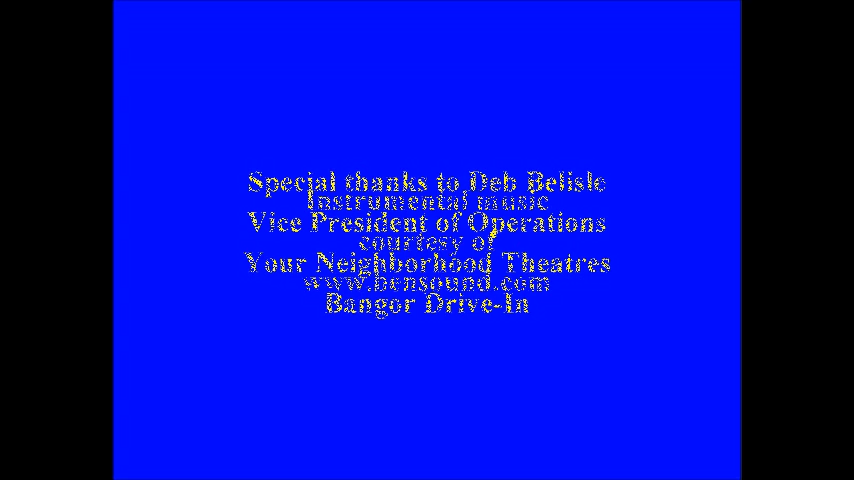 Special thanks to Deb Belisle
Instrumental music
Vice President of Operations
courtesy of
Your Neighborhood Theatres
www.bensound.com
Bangor Drive-In